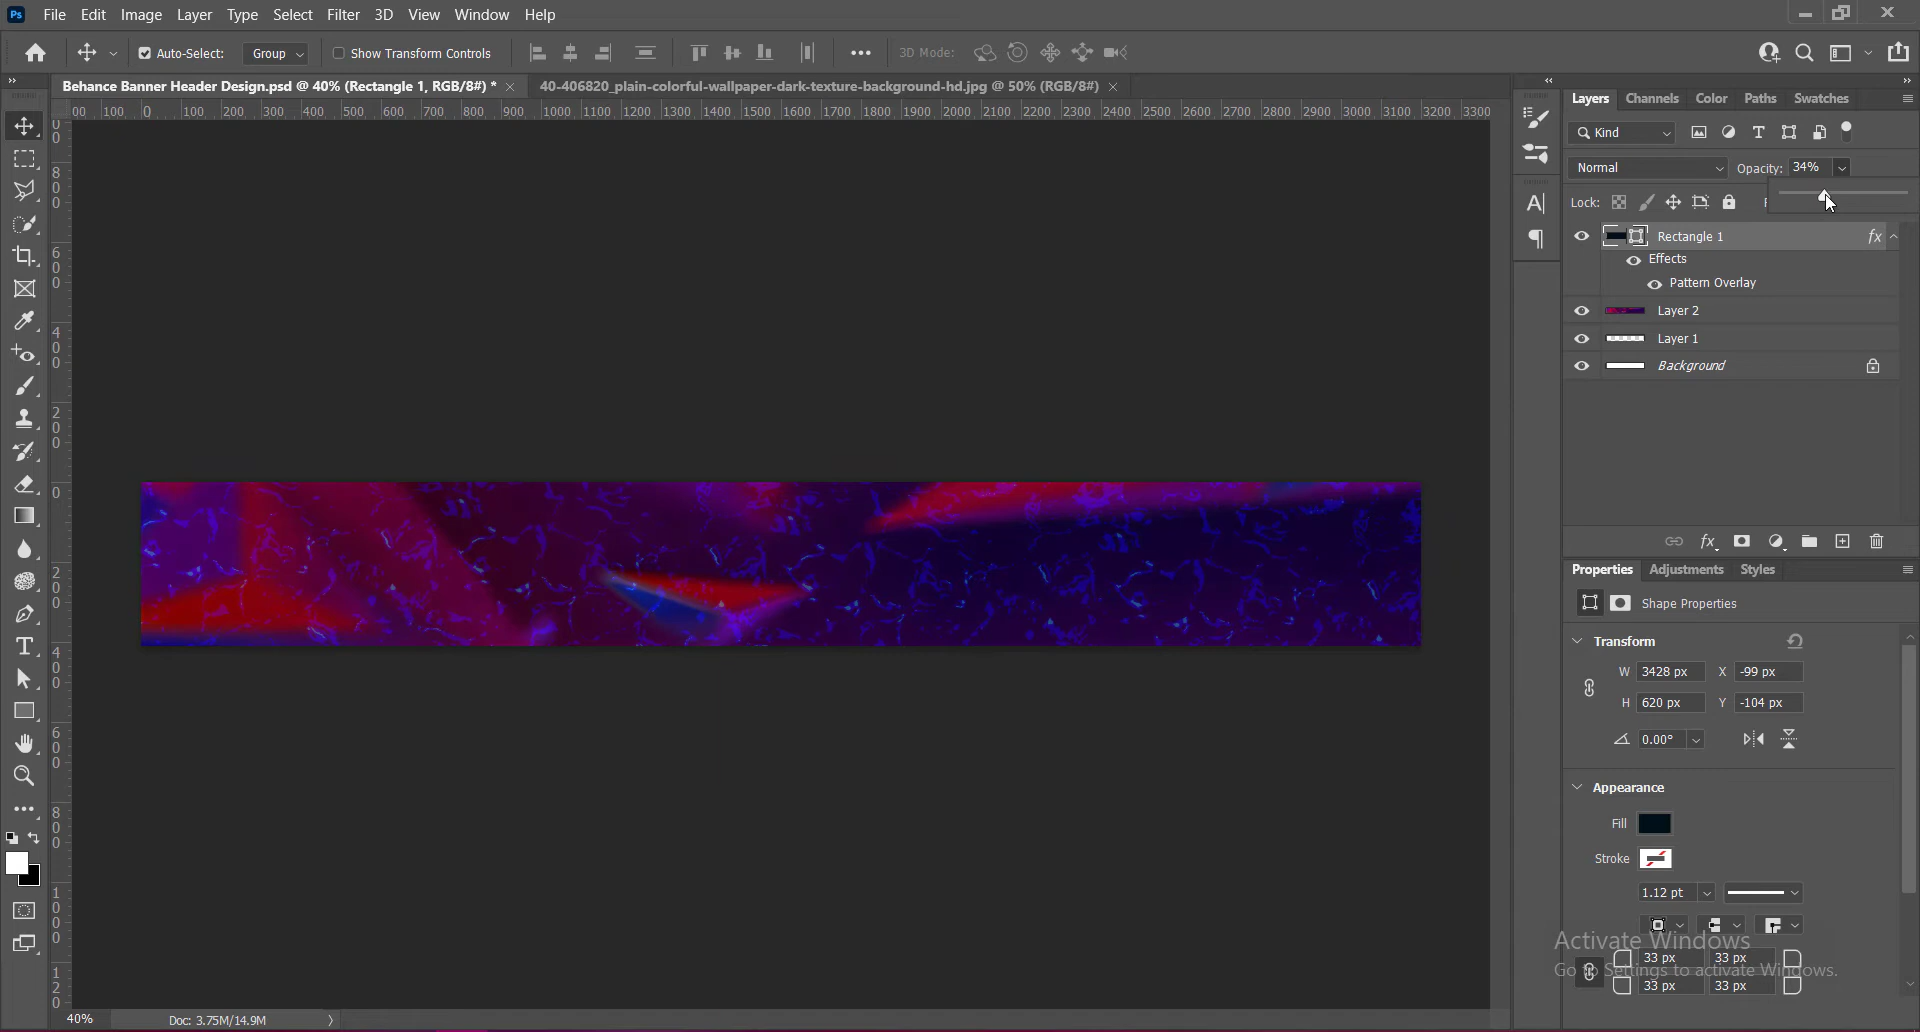 Ps File Edit Image Layer Type Select Filter 3D View Window Help
Auto-Select: Group Show Transform Controls 3D Mode:
Behance Banner Header Design.psd @ 40% (Rectangle 1, RGB/8#) * 40-406820_plain-colorful-wallpaper-dark-texture-background-hd.jpg @ 50% (RGB/8#)
00 100 0 100 200 300 400 500 600 700 800 900 1000 1100 1200 1300 1400 1500 1600 1700 1800 1900 2000 2100 2200 2300 2400 2500 2600 2700 2800 2900 3000 3100 3200 3300
Layers Channels Color Paths Swatches
Kind
Normal Opacity: 34%
Lock:
Rectangle 1 fx
Effects
Pattern Overlay
Layer 2
Layer 1
Background
fx
Properties Adjustments Styles
Shape Properties
Transform
W 3428 px X -99 px
H 620 px Y -104 px
0.00°
Appearance
Fill
Stroke
1.12 pt
Activate Windows
Go to Settings to activate Windows.
33 px 33 px
33 px 33 px
40% Doc: 3.75M/14.9M